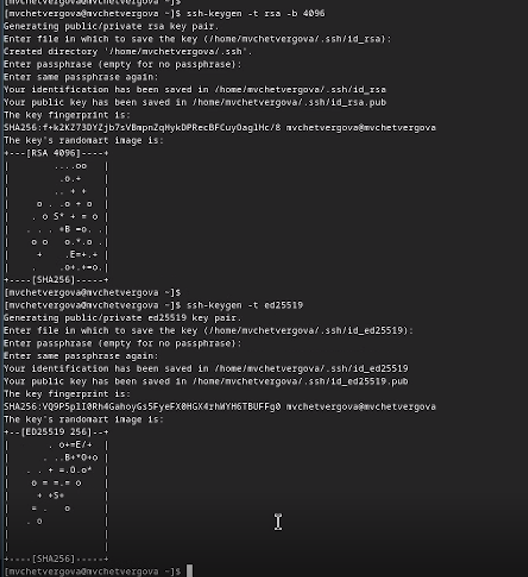 [mvchetvergova@mvchetvergova ~]$
[mvchetvergova@mvchetvergova ~]$ ssh-keygen -t rsa -b 4096
Generating public/private rsa key pair.
Enter file in which to save the key (/home/mvchetvergova/.ssh/id_rsa):
Created directory '/home/mvchetvergova/.ssh'.
Enter passphrase (empty for no passphrase):
Enter same passphrase again:
Your identification has been saved in /home/mvchetvergova/.ssh/id_rsa
Your public key has been saved in /home/mvchetvergova/.ssh/id_rsa.pub
The key fingerprint is:
SHA256:f+k2KZ73DYZjb7sVBmpnZqHykDPRecBFCuyOaglHc/8 mvchetvergova@mvchetvergova
The key's randomart image is:
+---[RSA 4096]----+
|        ....oo   |
|         .o.+    |
|         .. + +  |
|     o . .o + o  |
|    . o S* + = o |
|   . . . +B =o. .|
|    o o   o.*.o .|
|     +    .E=+.+ |
|    .     .o+.+=o.|
+----[SHA256]-----+
[mvchetvergova@mvchetvergova ~]$
[mvchetvergova@mvchetvergova ~]$ ssh-keygen -t ed25519
Generating public/private ed25519 key pair.
Enter file in which to save the key (/home/mvchetvergova/.ssh/id_ed25519):
Enter passphrase (empty for no passphrase):
Enter same passphrase again:
Your identification has been saved in /home/mvchetvergova/.ssh/id_ed25519
Your public key has been saved in /home/mvchetvergova/.ssh/id_ed25519.pub
The key fingerprint is:
SHA256:VQ9P5plI0Rh4GahoyGs5FyeFX0HGX4rhWYH6TBUFFg0 mvchetvergova@mvchetvergova
The key's randomart image is:
+--[ED25519 256]--+
|       . o+=E/+  |
|      . ..B+*O+o |
|   . . + =.O.o*  |
|    o = =.= o    |
|     + +S+       |
|    = .   o      |
|   . o           |
|                 |
|                 |
+----[SHA256]-----+
[mvchetvergova@mvchetvergova ~]$